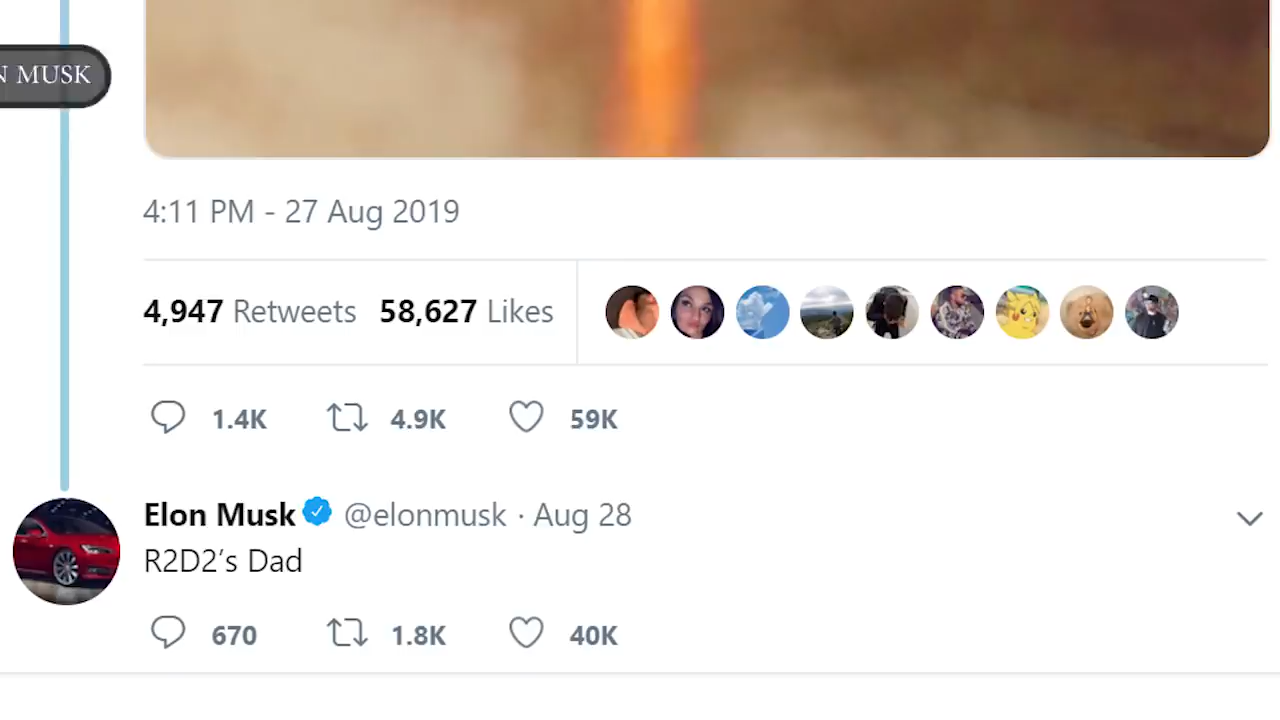 N MUSK
4:11 PM - 27 Aug 2019
4,947 Retweets 58,627 Likes
1.4K 4.9K 59K
Elon Musk @elonmusk · Aug 28
R2D2’s Dad
670 1.8K 40K